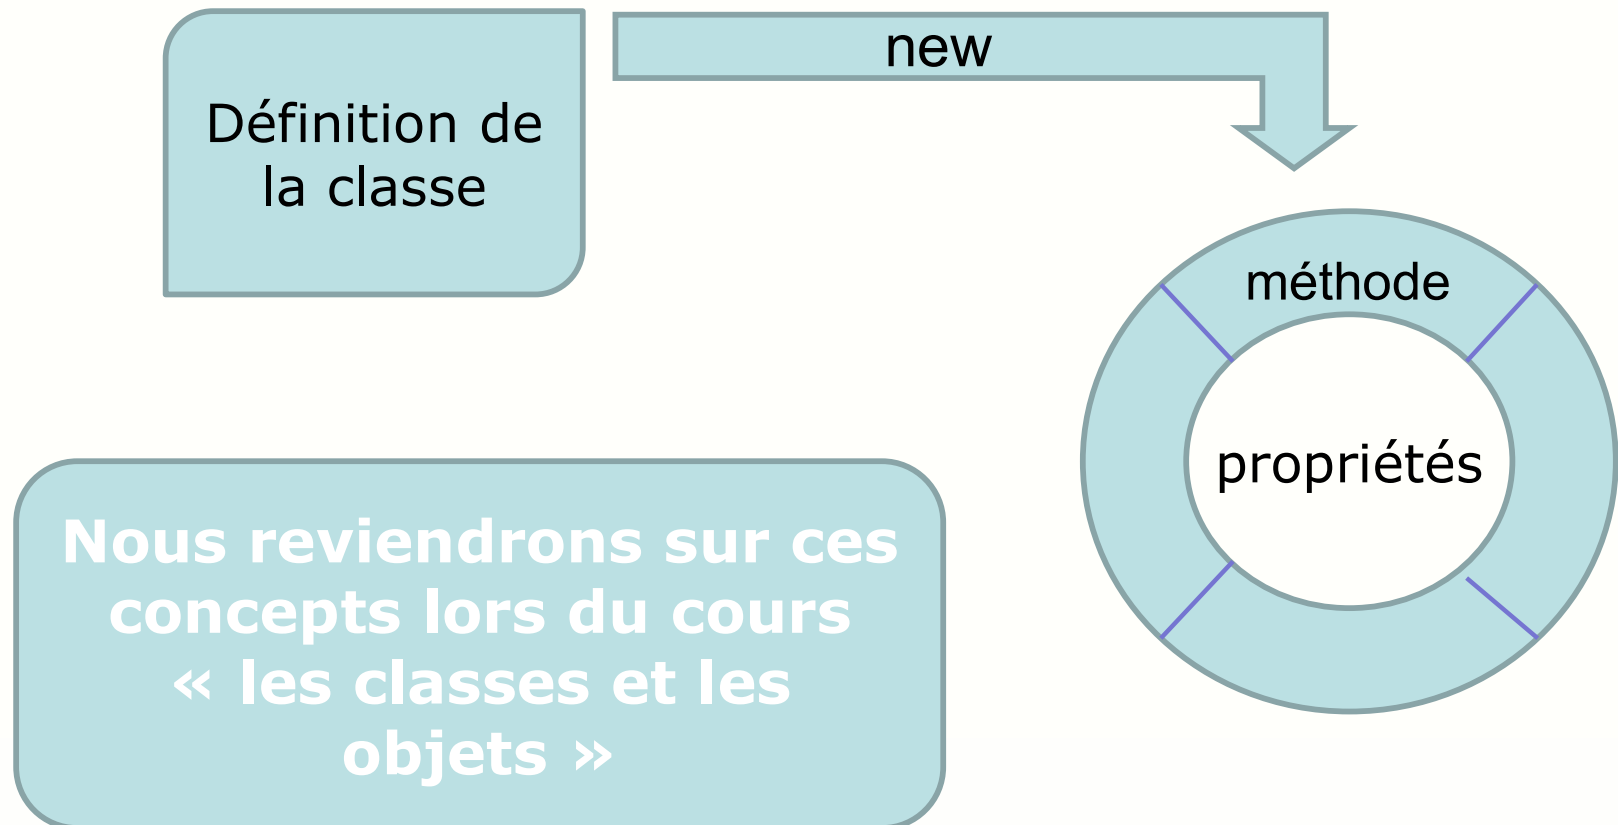 Définition de
la classe
new
méthode
propriétés
Nous reviendrons sur ces
concepts lors du cours
« les classes et les
objets »